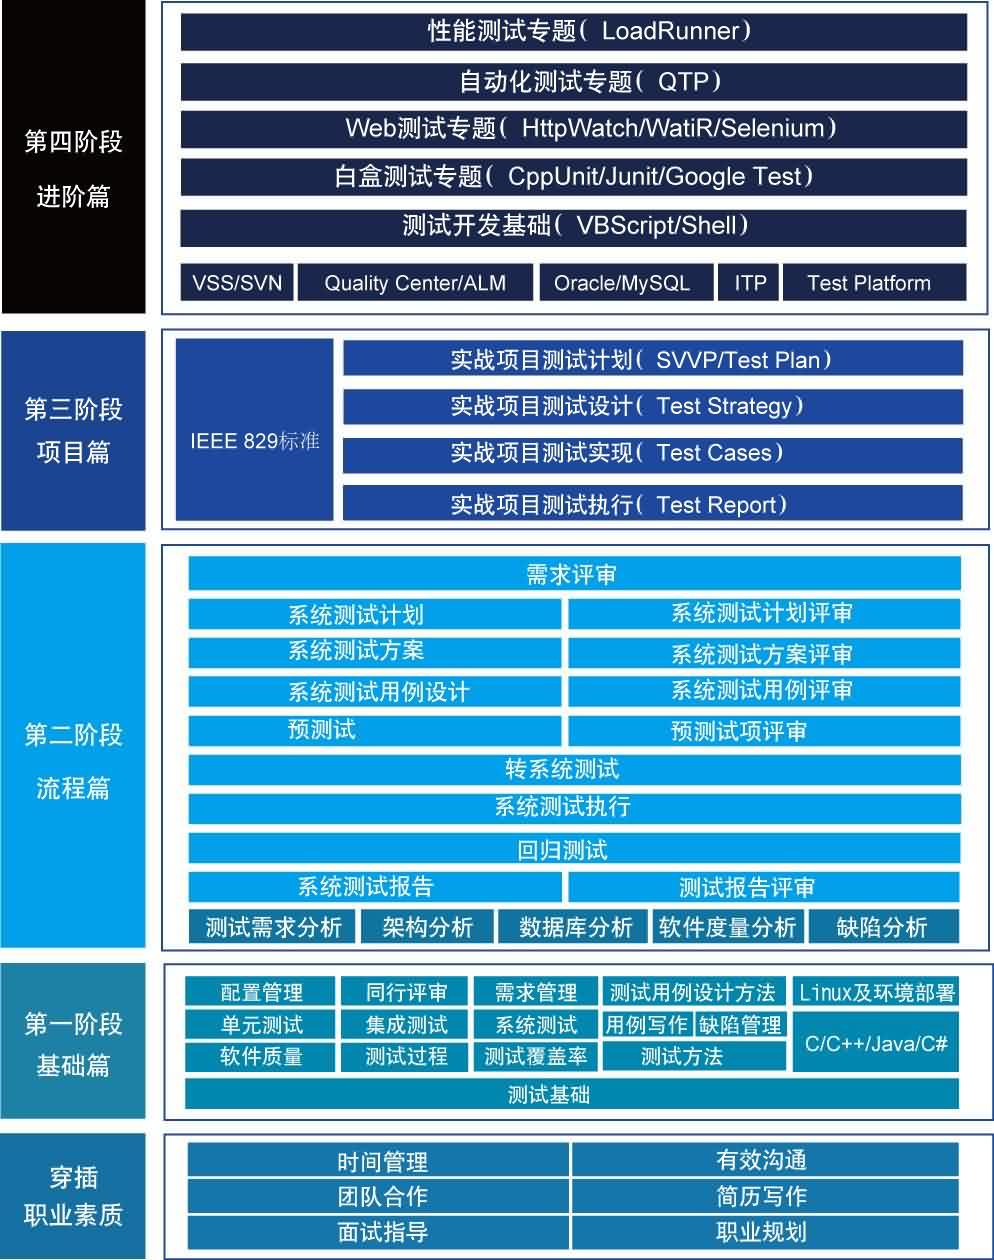 第四阶段
进阶篇
性能测试专题( LoadRunner)
自动化测试专题( QTP)
Web测试专题( HttpWatch/WatiR/Selenium)
白盒测试专题( CppUnit/Junit/Google Test)
测试开发基础( VBScript/Shell)
VSS/SVN Quality Center/ALM Oracle/MySQL ITP Test Platform
第三阶段
项目篇
IEEE 829标准
实战项目测试计划( SVVP/Test Plan)
实战项目测试设计( Test Strategy)
实战项目测试实现( Test Cases)
实战项目测试执行( Test Report)
第二阶段
流程篇
需求评审
系统测试计划 系统测试计划评审
系统测试方案 系统测试方案评审
系统测试用例设计 系统测试用例评审
预测试 预测试项评审
转系统测试
系统测试执行
回归测试
系统测试报告 测试报告评审
测试需求分析 架构分析 数据库分析 软件度量分析 缺陷分析
第一阶段
基础篇
配置管理 同行评审 需求管理 测试用例设计方法 Linux及环境部署
单元测试 集成测试 系统测试 用例写作 缺陷管理 C/C++/Java/C#
软件质量 测试过程 测试覆盖率 测试方法
测试基础
穿插
职业素质
时间管理 有效沟通
团队合作 简历写作
面试指导 职业规划